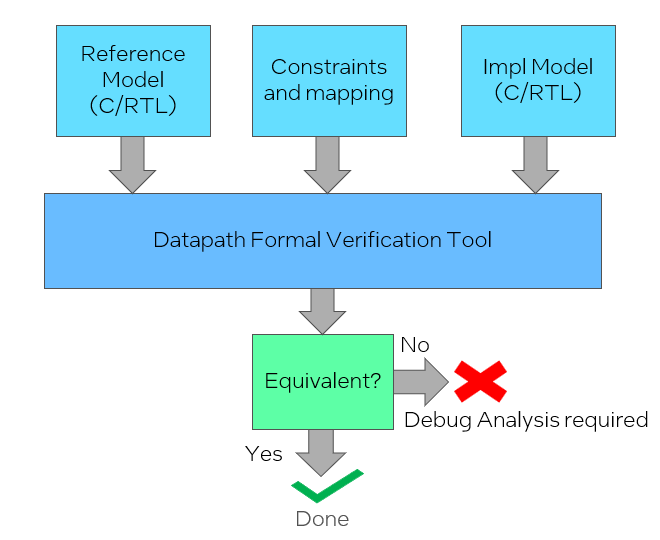 Reference
Model
(C/RTL)
Constraints
and mapping
Impl Model
(C/RTL)
Datapath Formal Verification Tool
Equivalent?
No
Debug Analysis required
Yes
Done